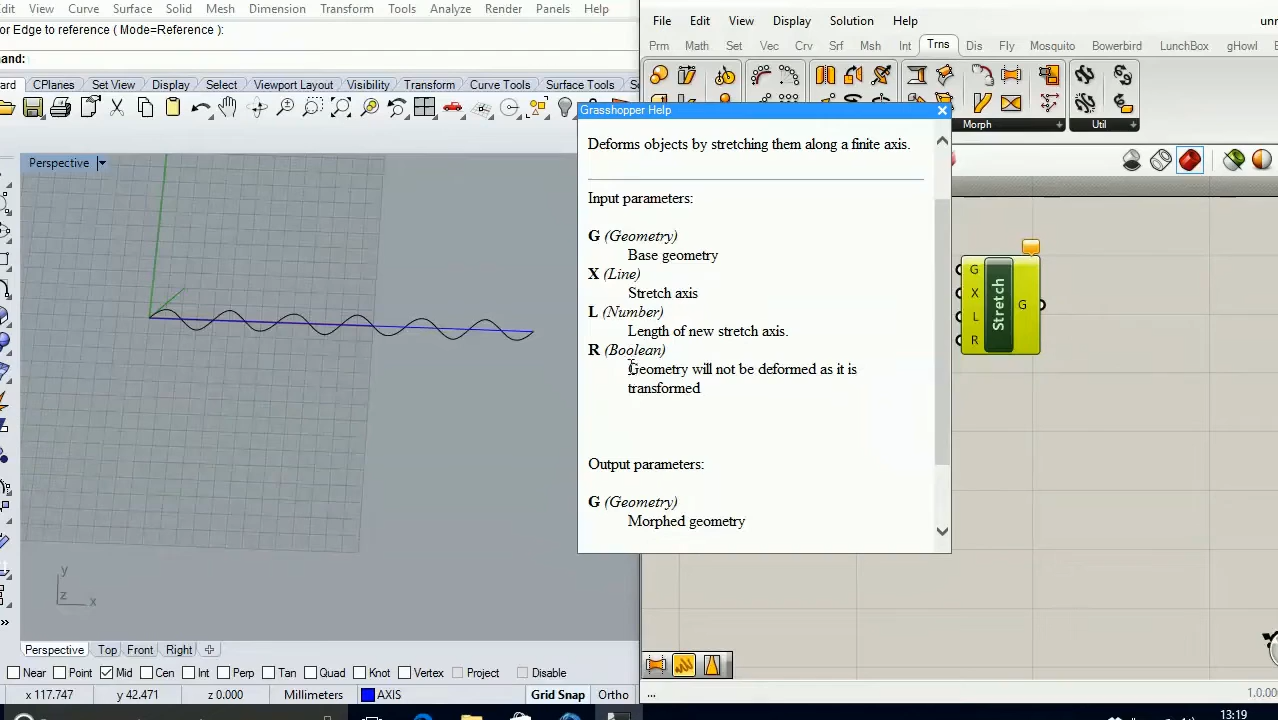 View Curve Surface Solid Mesh Dimension Transform Tools Analyze Render Panels Help
or Edge to reference ( Mode=Reference ):
mand:
ard CPlanes Set View Display Select Viewport Layout Visibility Transform Curve Tools Surface Tools
Perspective
y
z x
Perspective Top Front Right
Near Point Mid Cen Int Perp Tan Quad Knot Vertex Project Disable
x 117.747 y 42.471 z 0.000 Millimeters AXIS Grid Snap Ortho
File Edit View Display Solution Help
Prm Math Set Vec Crv Srf Msh Int Trns Dis Fly Mosquito Bowerbird LunchBox gHowl
Morph Util
Grasshopper Help
Deforms objects by stretching them along a finite axis.
Input parameters:
G (Geometry)
Base geometry
X (Line)
Stretch axis
L (Number)
Length of new stretch axis.
R (Boolean)
Geometry will not be deformed as it is
transformed
Output parameters:
G (Geometry)
Morphed geometry
G
X
L
R
Stretch
G
...
13:19